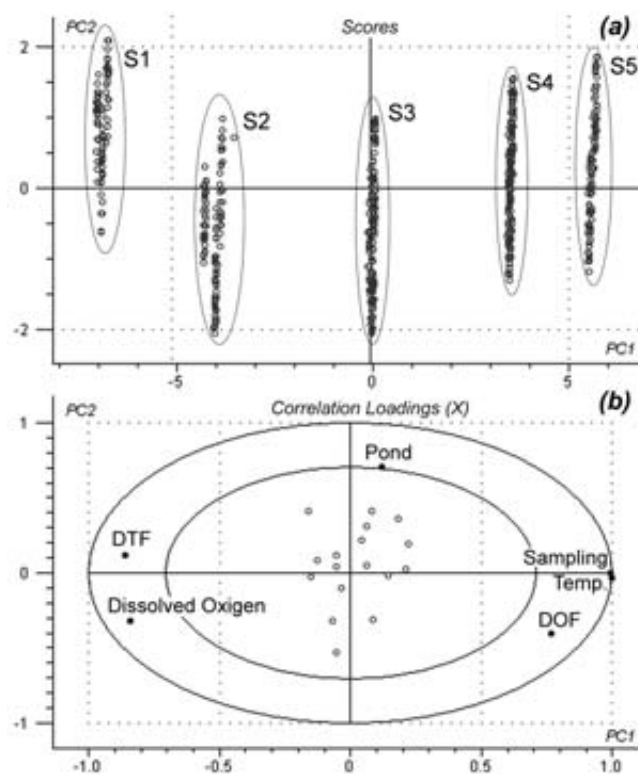 PC2
Scores
(a)
2
S1
S2
S3
S4
S5
0
-2
PC1
-5
0
5
PC2
Correlation Loadings (X)
(b)
1
Pond
DTF
Sampling
0
Temp.
Dissolved Oxigen
DOF
-1
PC1
-1.0
-0.5
0
0.5
1.0